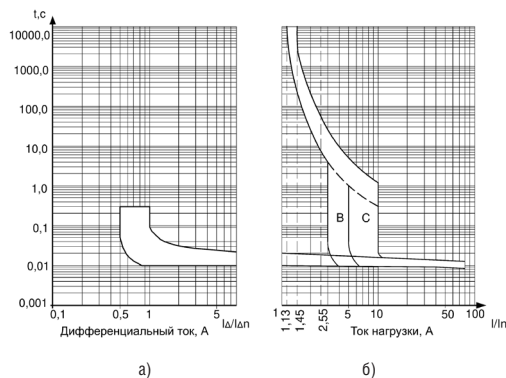 t,c
10000,0
1000,0
100,0
10,0
1,0
0,1
0,01
0,001
0,1 0,5 1 5 IΔ/IΔn
Дифференциальный ток, А
а)
B C
1 1,13 1,45 2,55 5 10 100
I/In
Ток нагрузки, А
б)